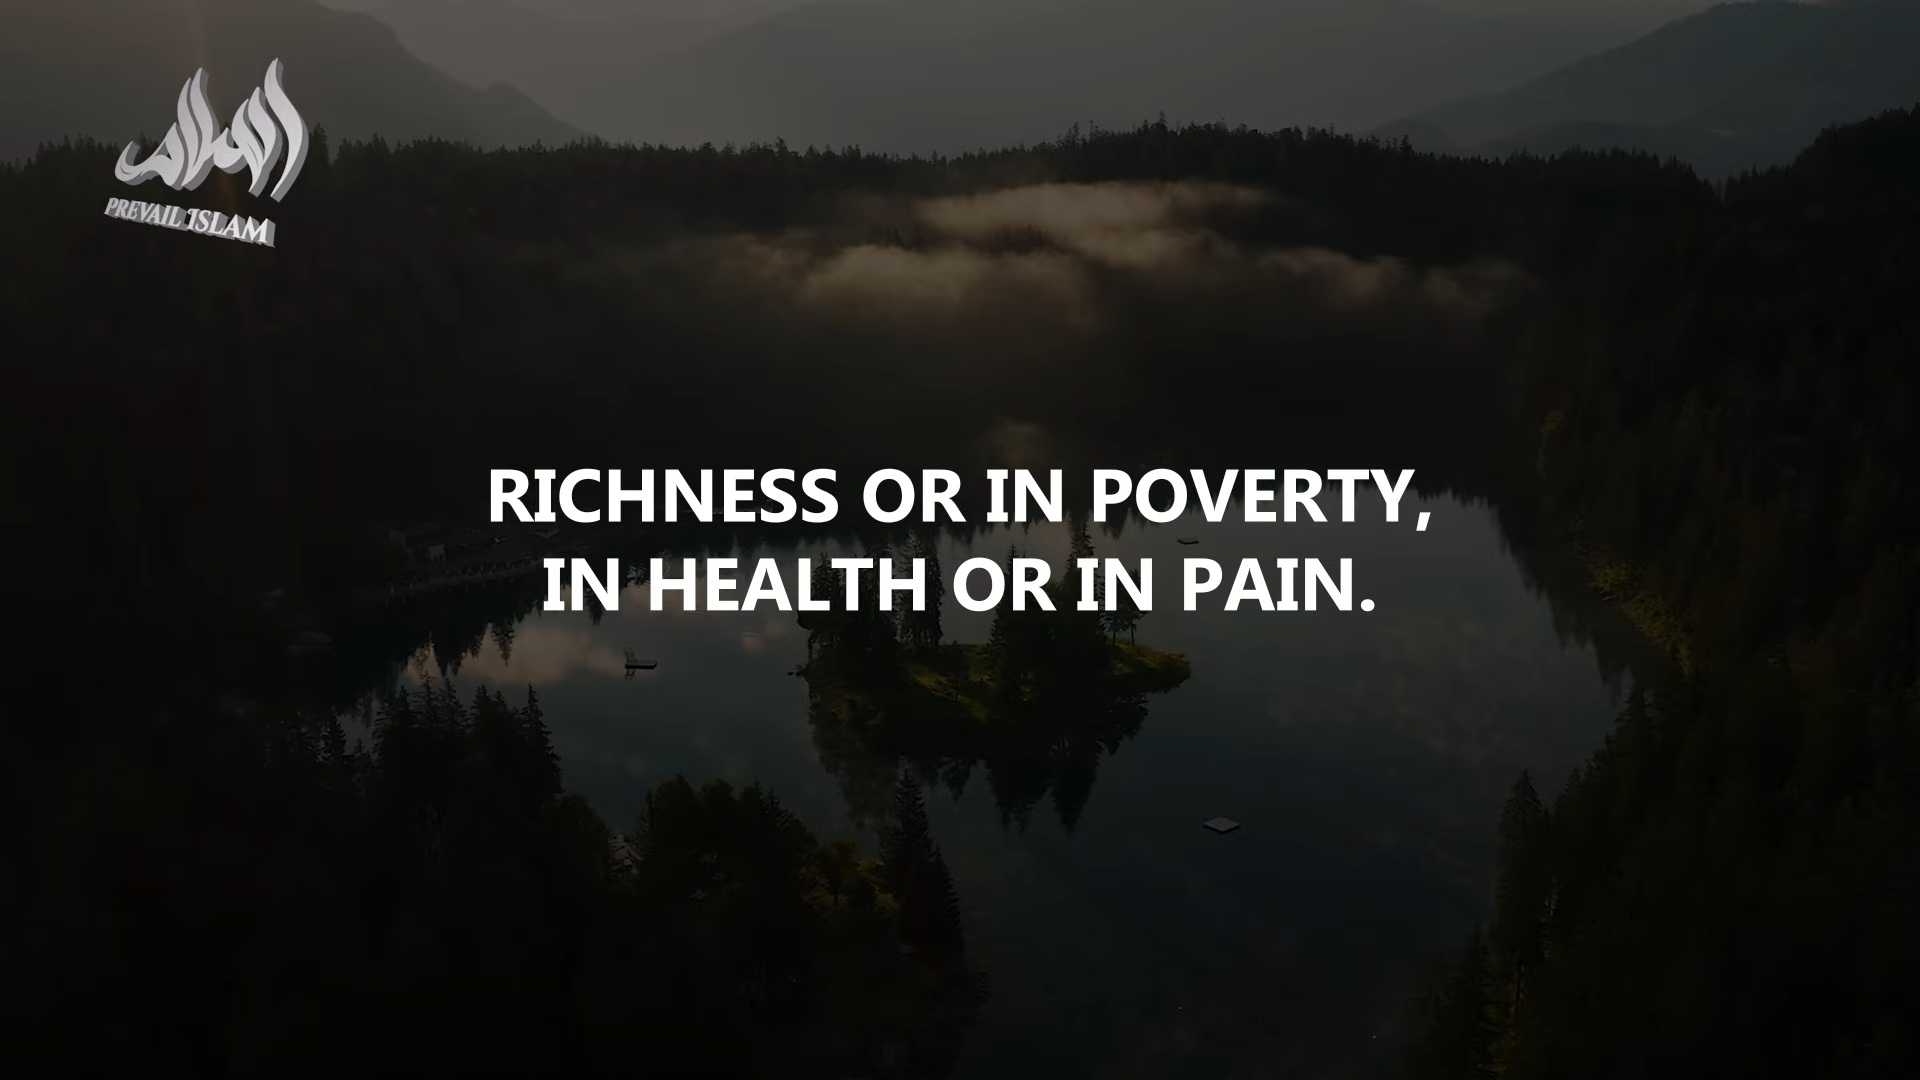 PREVAIL ISLAM
RICHNESS OR IN POVERTY,
IN HEALTH OR IN PAIN.